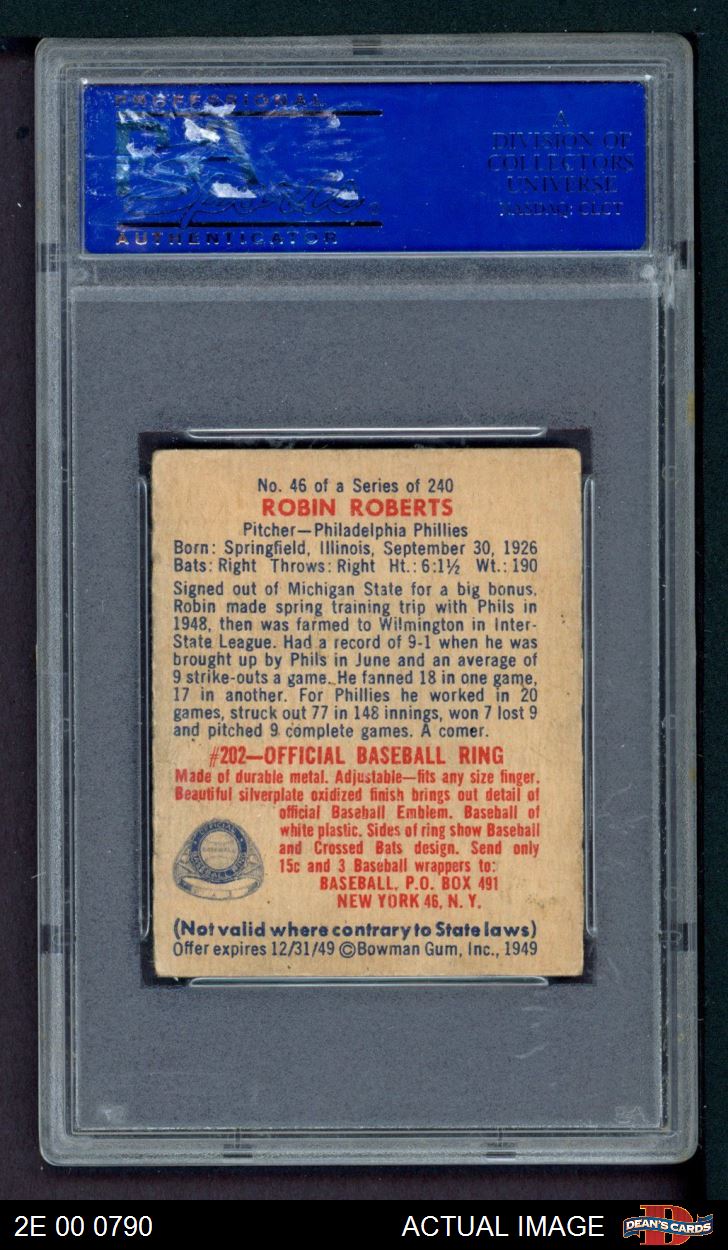 PROFESSIONAL
Sports
AUTHENTICATOR
A
DIVISION OF
COLLECTORS
UNIVERSE
NASDAQ: CLCT
No. 46 of a Series of 240
ROBIN ROBERTS
Pitcher—Philadelphia Phillies
Born: Springfield, Illinois, September 30, 1926
Bats: Right Throws: Right Ht.: 6:1½ Wt.: 190
Signed out of Michigan State for a big bonus.
Robin made spring training trip with Phils in
1948, then was farmed to Wilmington in Inter-
State League. Had a record of 9-1 when he was
brought up by Phils in June and an average of
9 strike-outs a game. He fanned 18 in one game,
17 in another. For Phillies he worked in 20
games, struck out 77 in 148 innings, won 7 lost 9
and pitched 9 complete games. A comer.
#202—OFFICIAL BASEBALL RING
Made of durable metal. Adjustable—fits any size finger.
Beautiful silverplate oxidized finish brings out detail of
official Baseball Emblem. Baseball of
white plastic. Sides of ring show Baseball
and Crossed Bats design. Send only
15c and 3 Baseball wrappers to:
BASEBALL, P.O. BOX 491
NEW YORK 46, N. Y.
OFFICIAL
BASEBALL RING
(Not valid where contrary to State laws)
Offer expires 12/31/49 ©Bowman Gum, Inc., 1949
2E 00 0790
ACTUAL IMAGE
DEAN'S CARDS